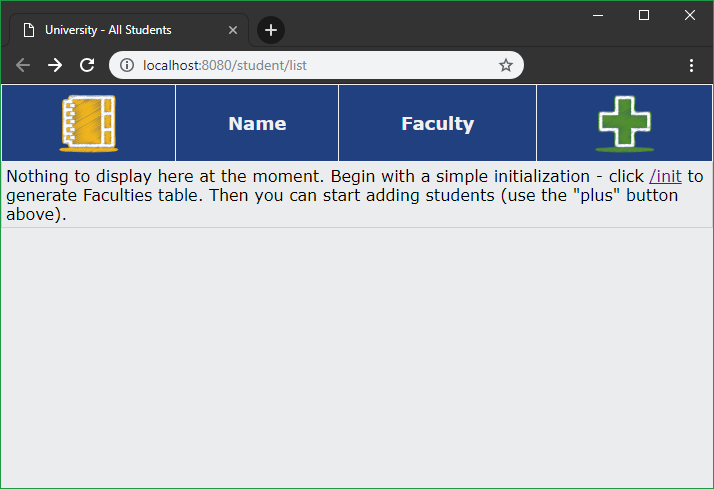 University - All Students
localhost:8080/student/list
Name Faculty
Nothing to display here at the moment. Begin with a simple initialization - click /init to
generate Faculties table. Then you can start adding students (use the "plus" button
above).